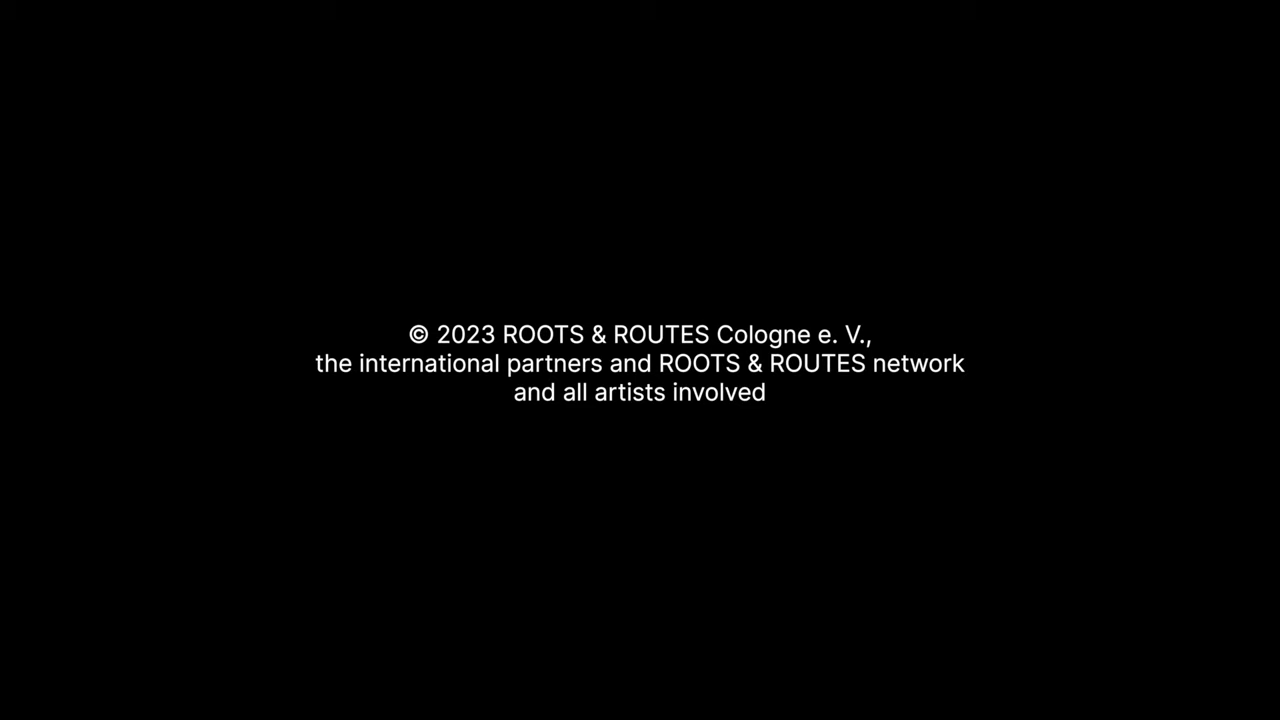 © 2023 ROOTS & ROUTES Cologne e. V.,
the international partners and ROOTS & ROUTES network
and all artists involved